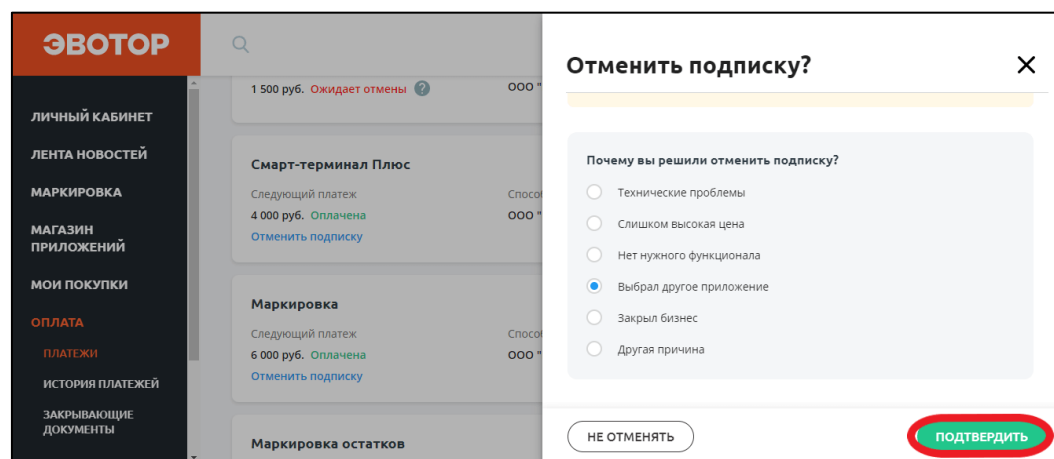 ЭВОТОР
ЛИЧНЫЙ КАБИНЕТ
ЛЕНТА НОВОСТЕЙ
МАРКИРОВКА
МАГАЗИН
ПРИЛОЖЕНИЙ
МОИ ПОКУПКИ
ОПЛАТА
ПЛАТЕЖИ
ИСТОРИЯ ПЛАТЕЖЕЙ
ЗАКРЫВАЮЩИЕ
ДОКУМЕНТЫ
1 500 руб. Ожидает отмены ?
ООО "
Смарт-терминал Плюс
Следующий платеж
Способ
4 000 руб. Оплачена
ООО "
Отменить подписку
Маркировка
Следующий платеж
Способ
6 000 руб. Оплачена
ООО "
Отменить подписку
Маркировка остатков
Отменить подписку?
Почему вы решили отменить подписку?
Технические проблемы
Слишком высокая цена
Нет нужного функционала
Выбрал другое приложение
Закрыл бизнес
Другая причина
НЕ ОТМЕНЯТЬ
ПОДТВЕРДИТЬ